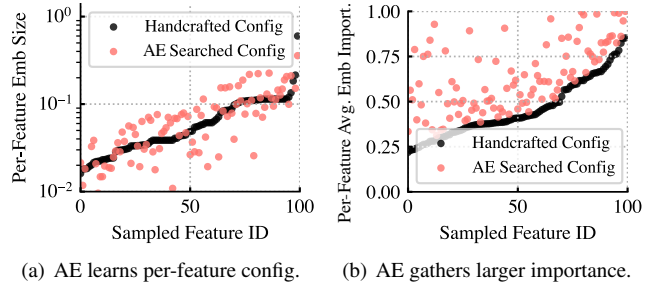 Per-Feature Emb Size
10⁰
10⁻¹
10⁻²
Handcrafted Config
AE Searched Config
0
50
100
Sampled Feature ID
(a) AE learns per-feature config.
Per-Feature Avg. Emb Import.
1.00
0.75
0.50
0.25
0.00
Handcrafted Config
AE Searched Config
0
50
100
Sampled Feature ID
(b) AE gathers larger importance.